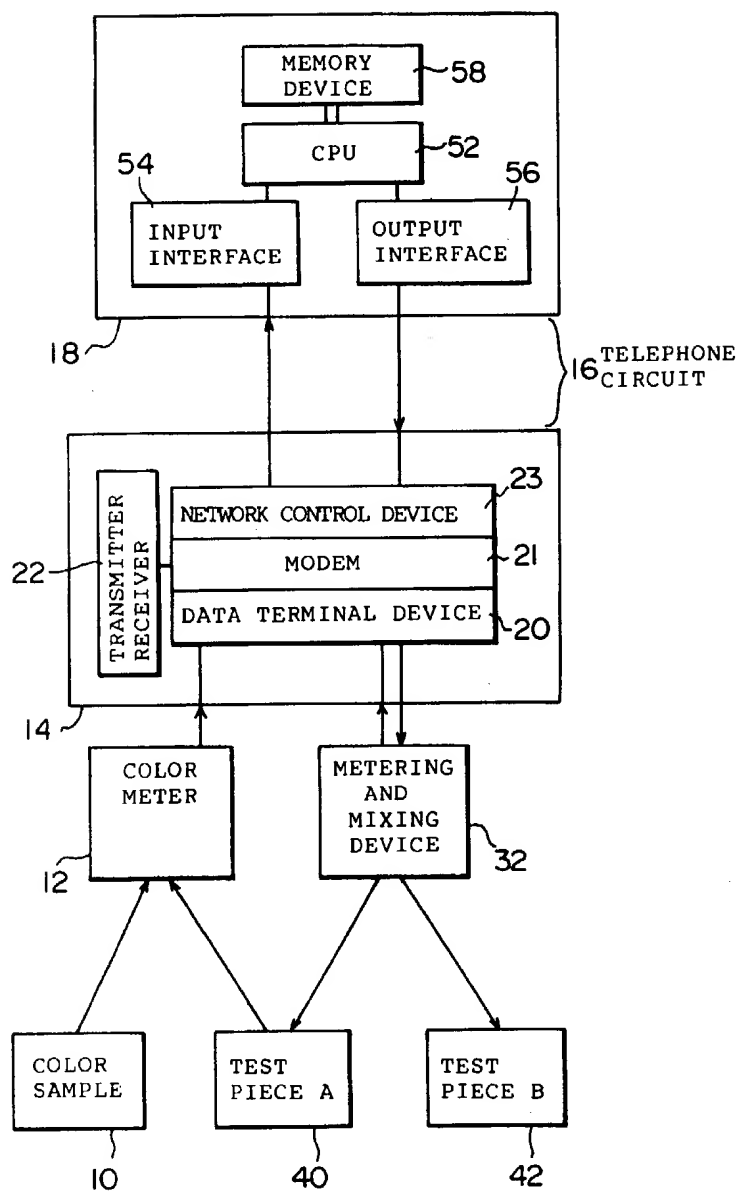 MEMORY
DEVICE
58
CPU
52
54
56
INPUT
INTERFACE
OUTPUT
INTERFACE
18
16 TELEPHONE
CIRCUIT
23
NETWORK CONTROL DEVICE
22
TRANSMITTER
RECEIVER
MODEM
21
DATA TERMINAL DEVICE
20
14
COLOR
METER
METERING
AND
MIXING
DEVICE
12
32
COLOR
SAMPLE
TEST
PIECE A
TEST
PIECE B
10
40
42